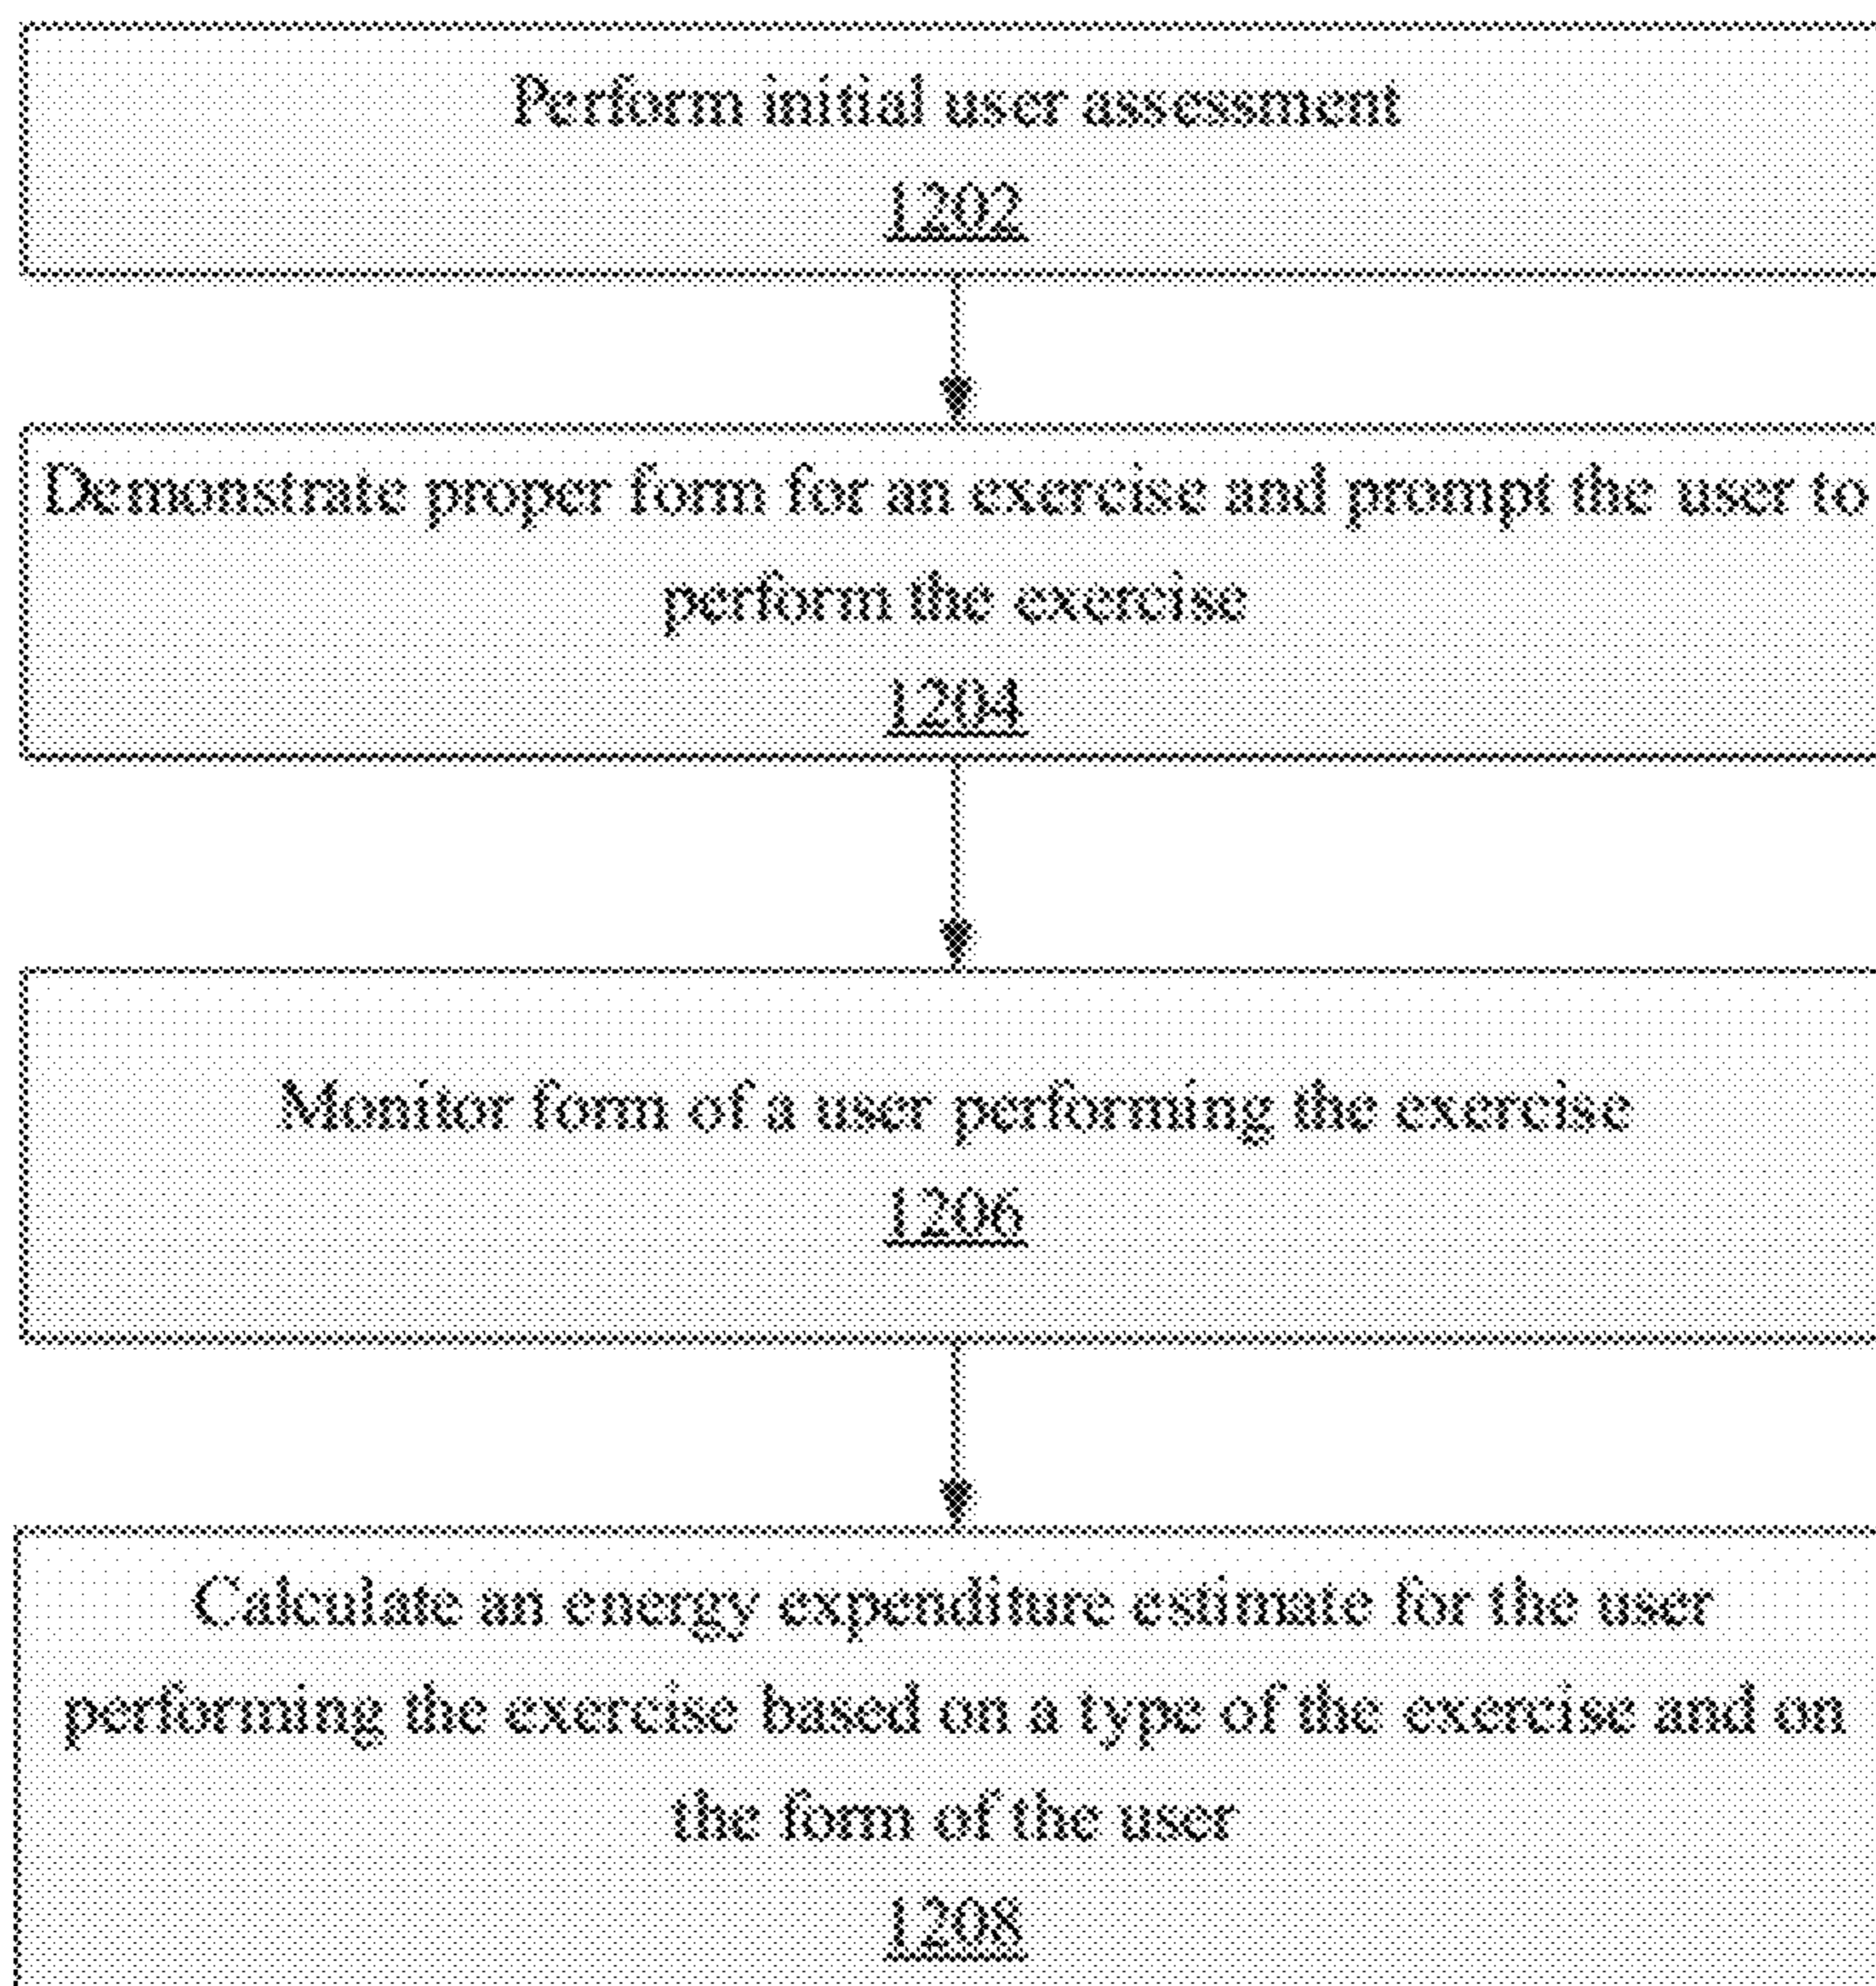 Perform initial user assessment
1202
Demonstrate proper form for an exercise and prompt the user to
perform the exercise
1204
Monitor form of a user performing the exercise
1206
Calculate an energy expenditure estimate for the user
performing the exercise based on a type of the exercise and on
the form of the user
1208